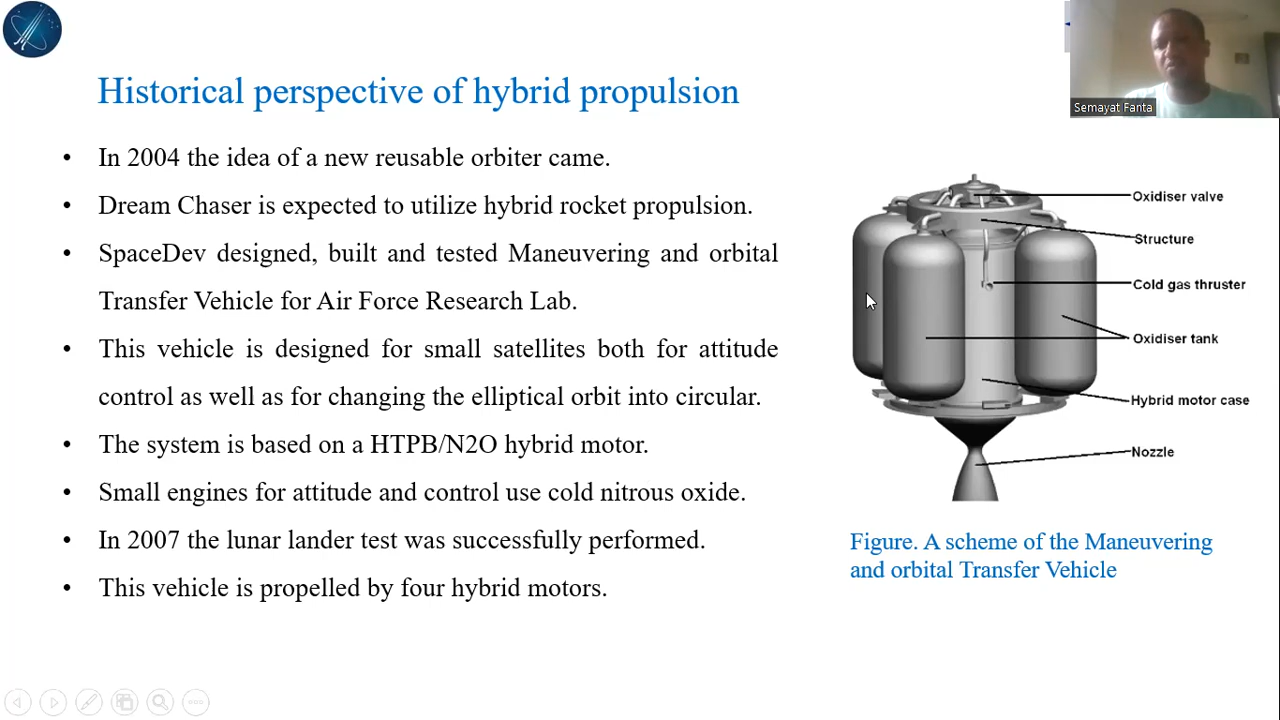 Historical perspective of hybrid propulsion
Semayat Fanta
• In 2004 the idea of a new reusable orbiter came.
• Dream Chaser is expected to utilize hybrid rocket propulsion.
• SpaceDev designed, built and tested Maneuvering and orbital
Transfer Vehicle for Air Force Research Lab.
• This vehicle is designed for small satellites both for attitude
control as well as for changing the elliptical orbit into circular.
• The system is based on a HTPB/N2O hybrid motor.
• Small engines for attitude and control use cold nitrous oxide.
• In 2007 the lunar lander test was successfully performed.
• This vehicle is propelled by four hybrid motors.
Oxidiser valve
Structure
Cold gas thruster
Oxidiser tank
Hybrid motor case
Nozzle
Figure. A scheme of the Maneuvering
and orbital Transfer Vehicle